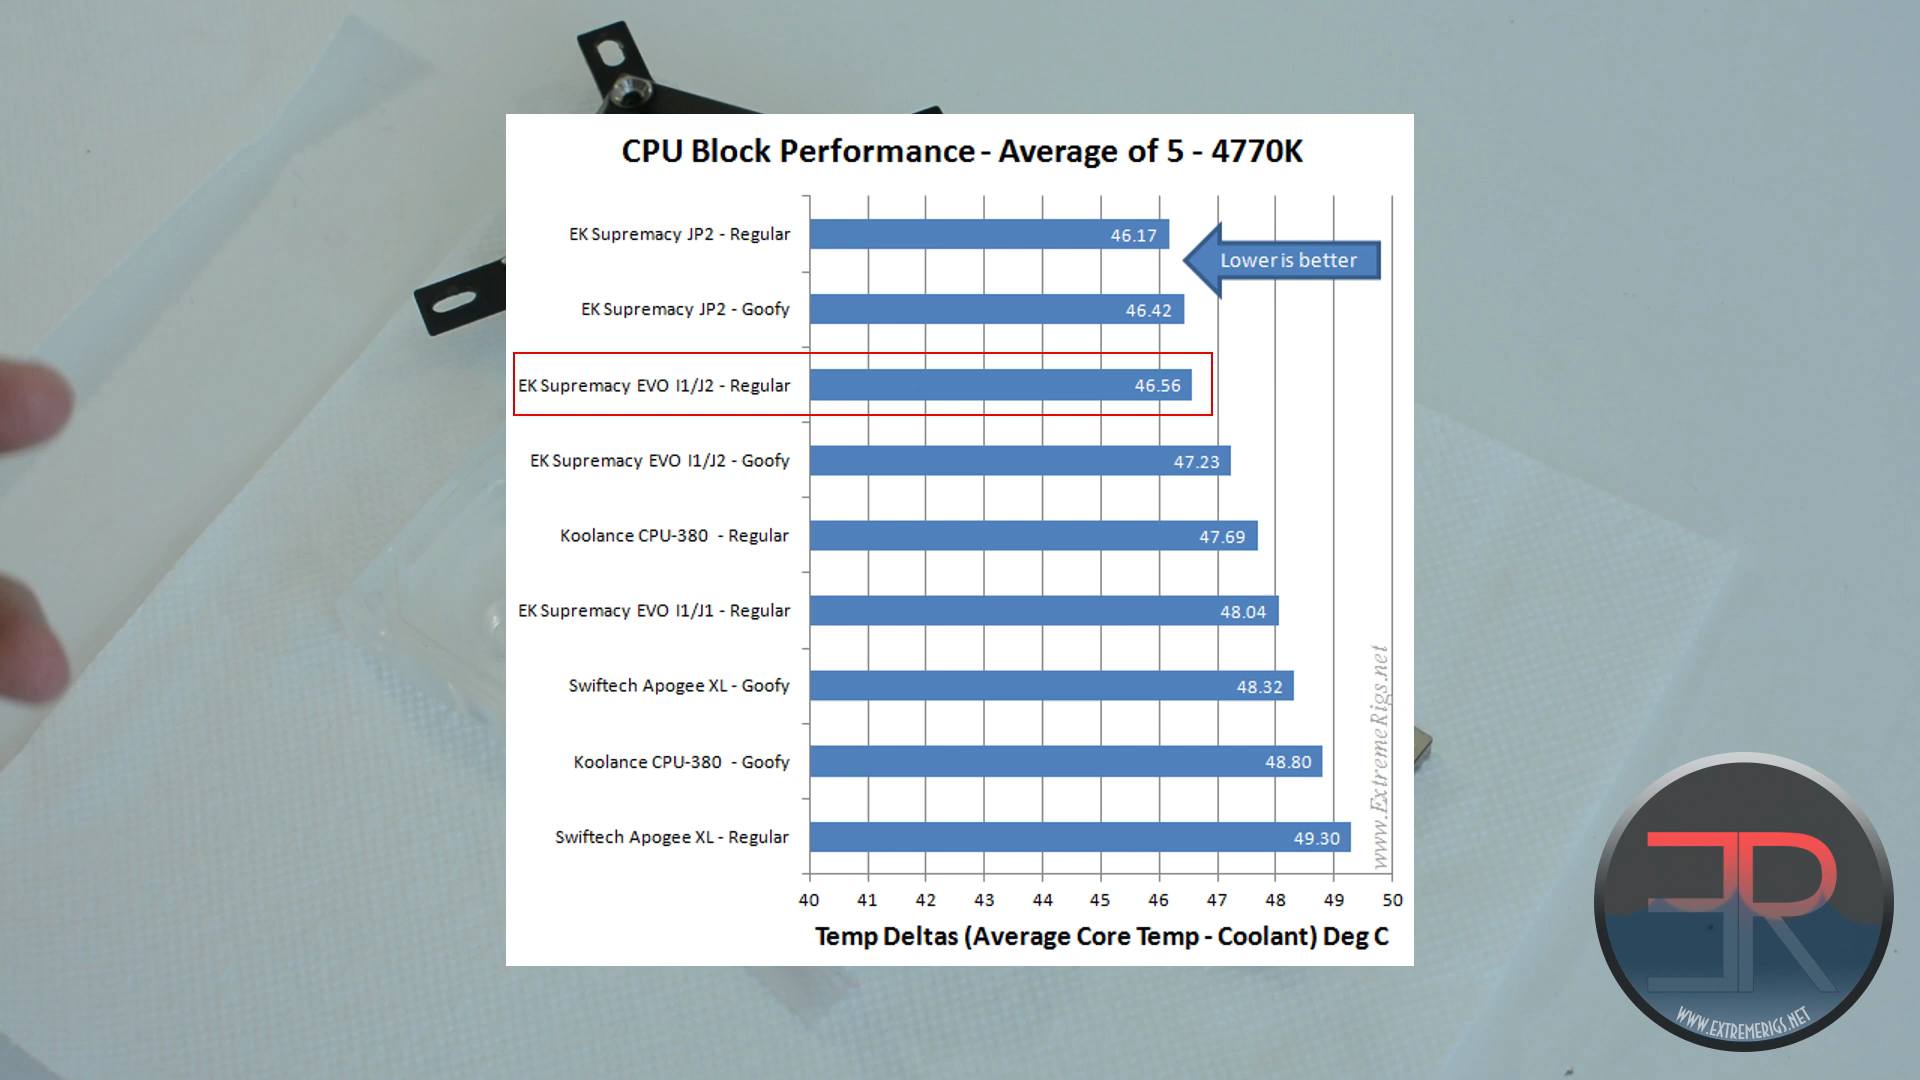 CPU Block Performance - Average of 5 - 4770K
EK Supremacy JP2 - Regular
46.17
Lower is better
EK Supremacy JP2 - Goofy
46.42
EK Supremacy EVO I1/J2 - Regular
46.56
EK Supremacy EVO I1/J2 - Goofy
47.23
Koolance CPU-380 - Regular
47.69
EK Supremacy EVO I1/J1 - Regular
48.04
Swiftech Apogee XL - Goofy
48.32
Koolance CPU-380 - Goofy
48.80
Swiftech Apogee XL - Regular
49.30
www.ExtremeRigs.net
40 41 42 43 44 45 46 47 48 49 50
Temp Deltas (Average Core Temp - Coolant) Deg C
ER
WWW.EXTREMERIGS.NET